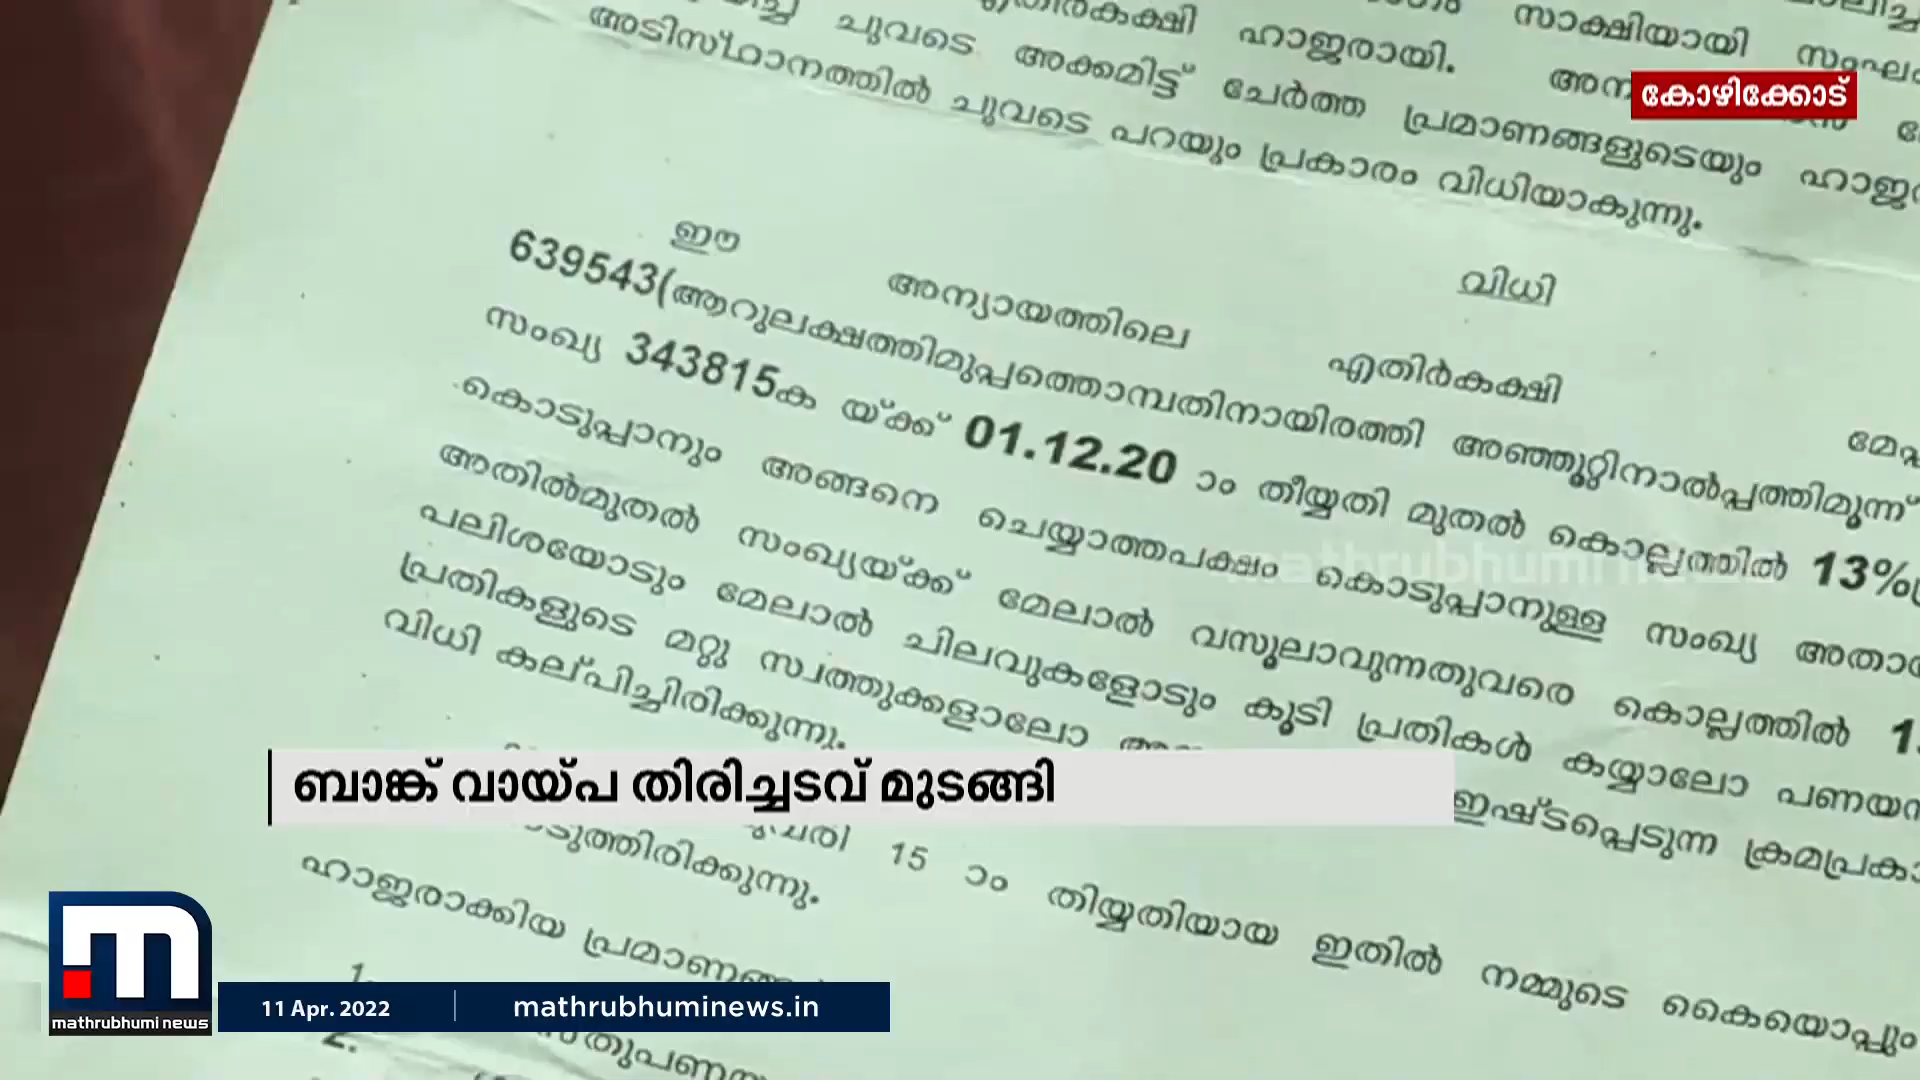 ചുവടെ എതിർകക്ഷി ഹാജരായി. സാക്ഷിയായി
അടിസ്ഥാനത്തിൽ ചുവടെ അക്കമിട്ട് ചേർത്ത പ്രമാണങ്ങളുടെയും
ചുവടെ പറയും പ്രകാരം വിധിയാകുന്നു.
കോഴിക്കോട്
വിധി
ഈ അന്യായത്തിലെ എതിർകക്ഷി
639543(ആറുലക്ഷത്തിമുപ്പത്തൊമ്പതിനായിരത്തി അഞ്ഞൂറ്റിനാൽപ്പത്തിമൂന്ന്
സംഖ്യ 343815ക യ്ക്ക് 01.12.20 ാം തീയ്യതി മുതൽ കൊല്ലത്തിൽ 13%
കൊടുപ്പാനും അങ്ങനെ ചെയ്യാത്തപക്ഷം കൊടുപ്പാനുള്ള സംഖ്യ
അതിൽമുതൽ സംഖ്യയ്ക്ക് മേലാൽ വസൂലാവുന്നതുവരെ കൊല്ലത്തിൽ
പലിശയോടും മേലാൽ ചിലവുകളോടും കൂടി പ്രതികൾ കയ്യാലോ
പ്രതികളുടെ മറ്റു സ്വത്തുക്കളാലോ ഇഷ്ടപ്പെടുന്ന
വിധി കല്പിച്ചിരിക്കുന്നു.
ബാങ്ക് വായ്പ തിരിച്ചടവ് മുടങ്ങി
15 ാം തിയ്യതിയായ ഇതിൽ നമ്മുടെ കൈയൊപ്പും
ഹാജരാക്കിയ
1.
2.
mathrubhumi news
11 Apr. 2022
mathrubhuminews.in